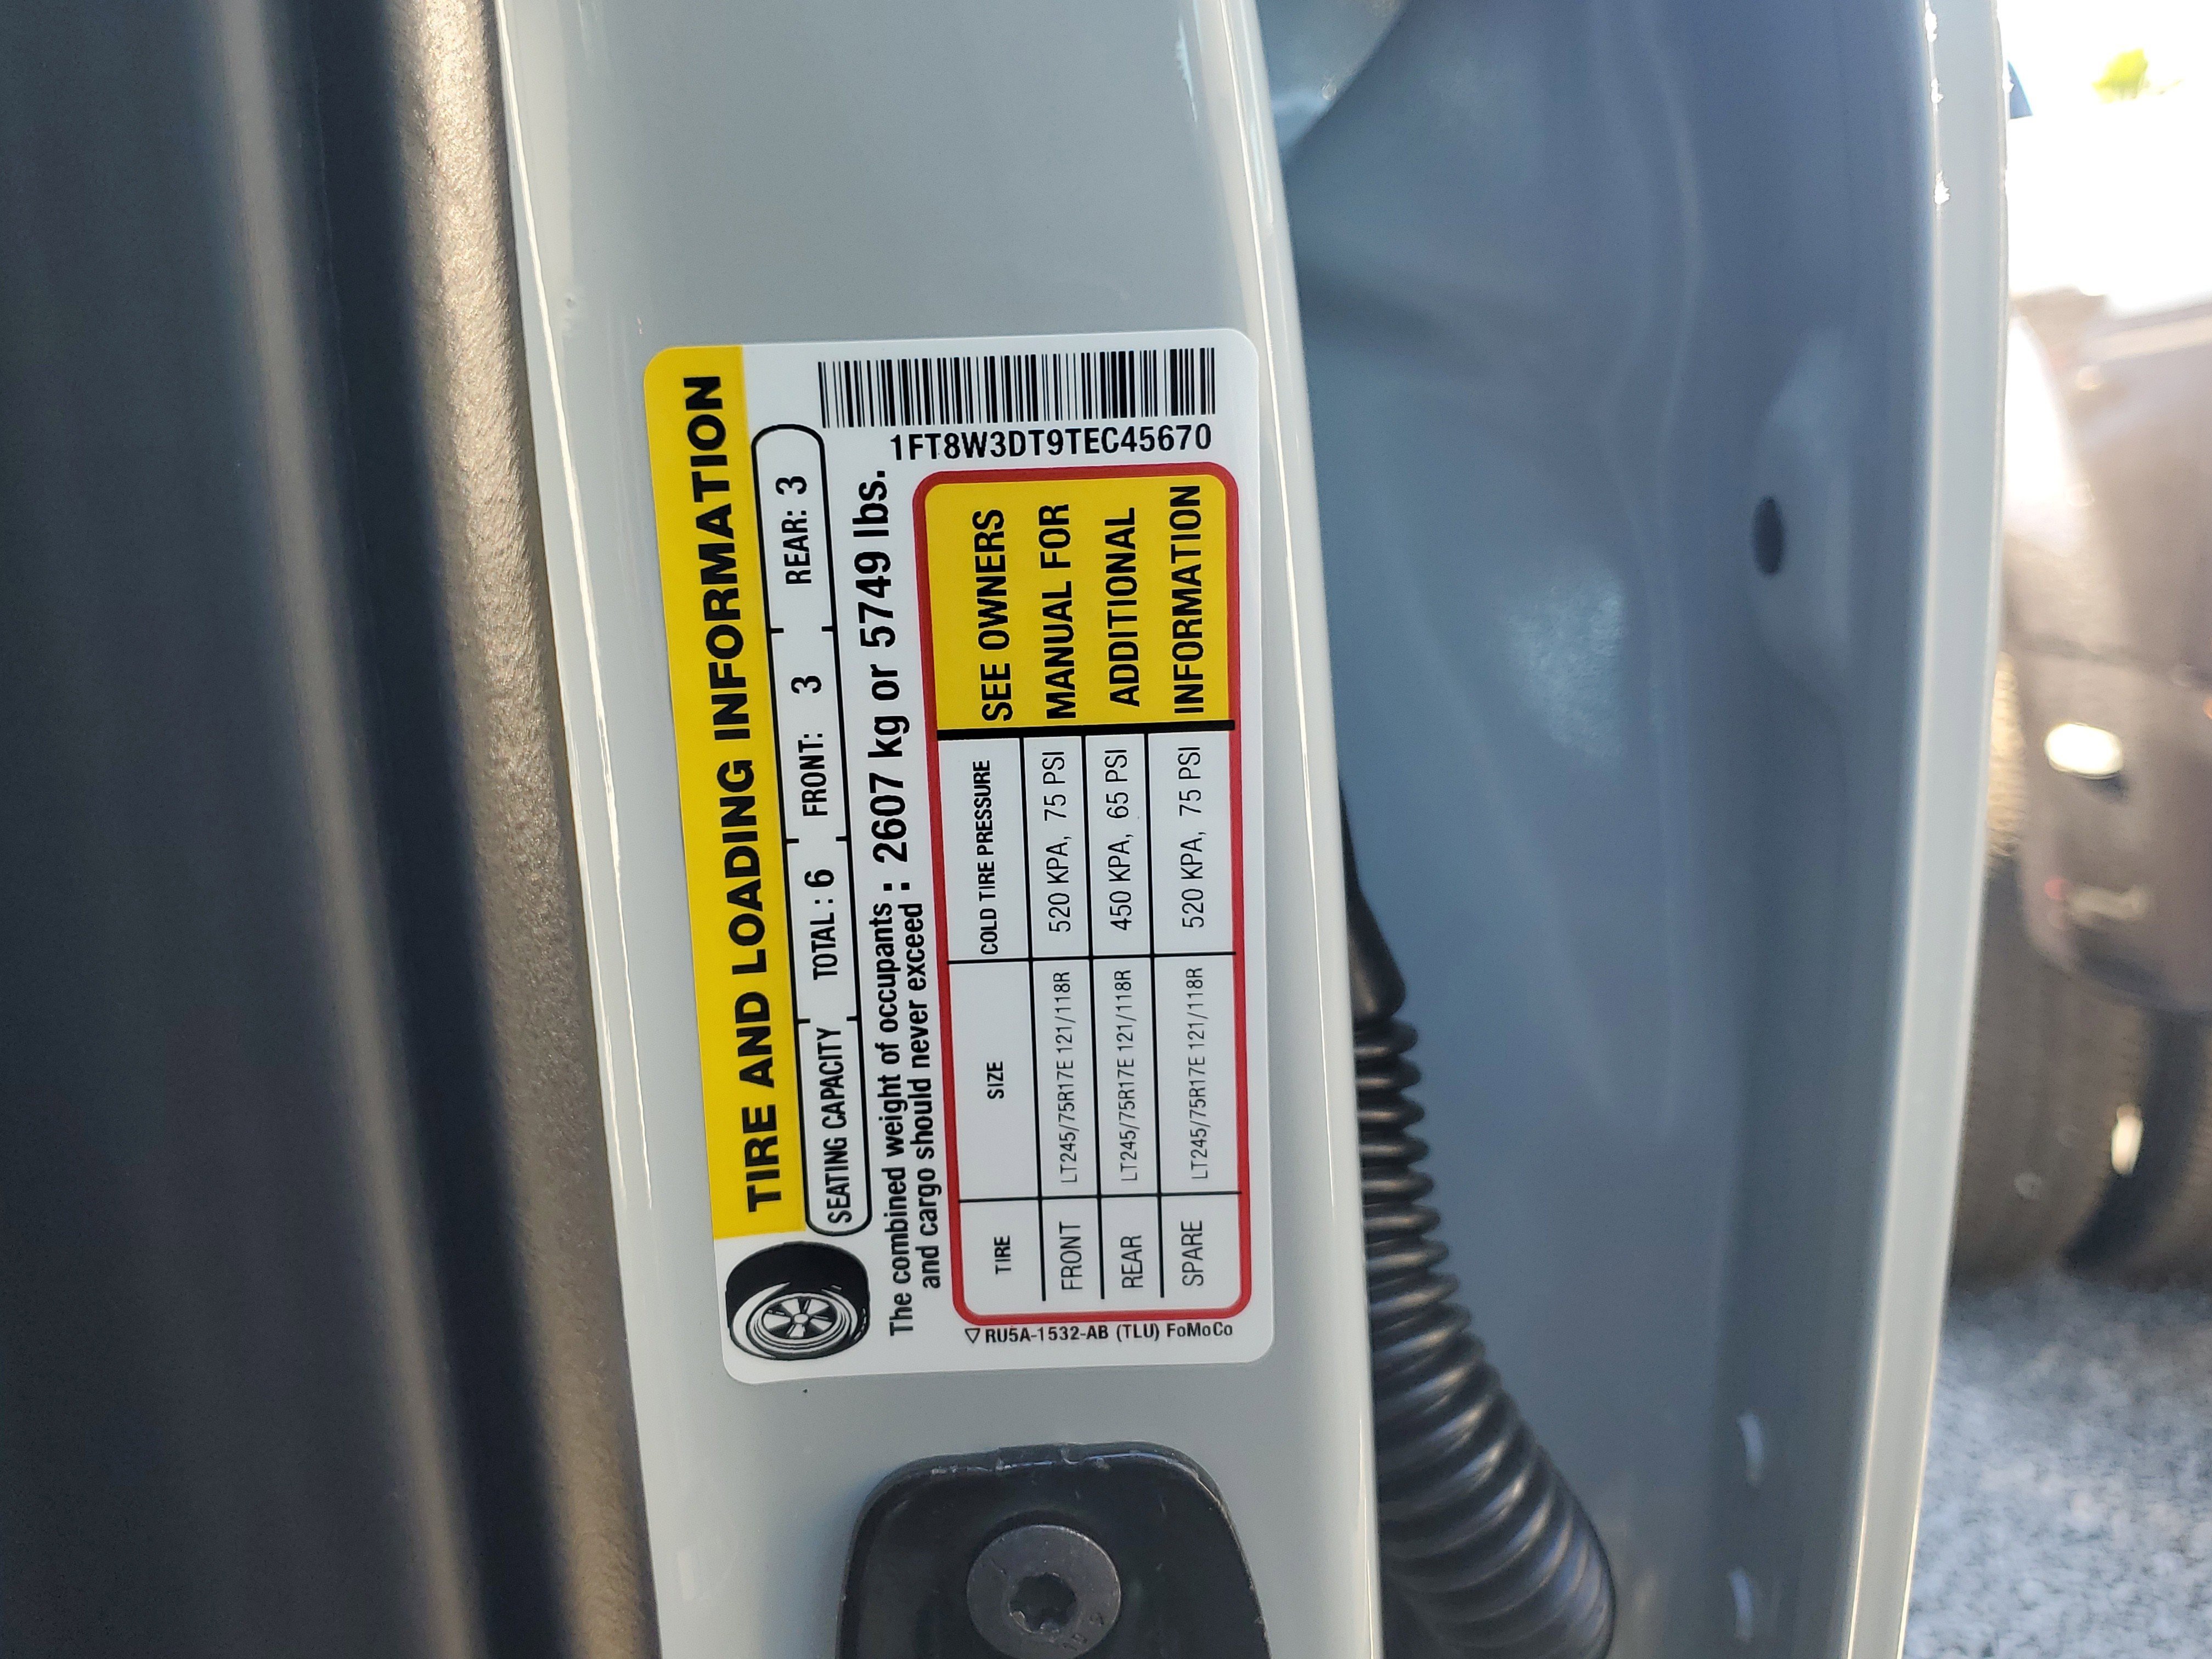 TIRE AND LOADING INFORMATION
SEATING CAPACITY TOTAL: 6 FRONT: 3 REAR: 3
The combined weight of occupants and cargo should never exceed : 2607 kg or 5749 lbs.
1FT8W3DT9TEC45670
TIRE SIZE COLD TIRE PRESSURE
FRONT LT245/75R17E 121/118R 520 KPA, 75 PSI
REAR LT245/75R17E 121/118R 450 KPA, 65 PSI
SPARE LT245/75R17E 121/118R 520 KPA, 75 PSI
SEE OWNERS
MANUAL FOR
ADDITIONAL
INFORMATION
RU5A-1532-AB (TLU) FoMoCo